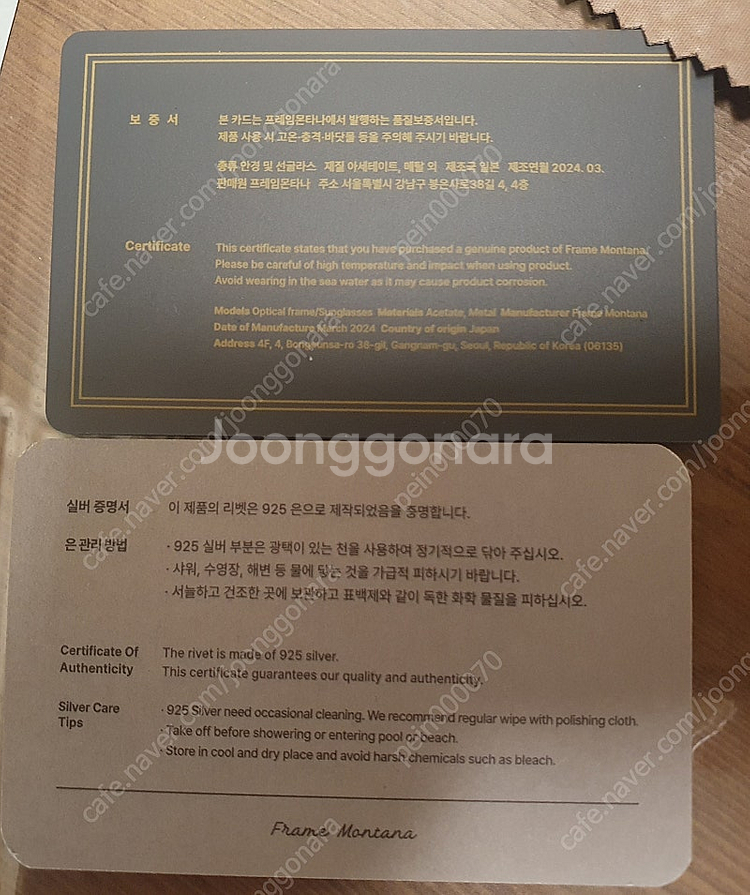 보 증 서
본 카드는 프레임몬타나에서 발행하는 품질보증서입니다.
제품 사용 시 고온·충격·바닷물 등을 주의해 주시기 바랍니다.
종류 안경 및 선글라스 재질 아세테이트, 메탈 외 제조국 일본 제조연월 2024. 03.
판매원 프레임몬타나 주소 서울특별시 강남구 봉은사로38길 4, 4층
Certificate
This certificate states that you have purchased a genuine product of Frame Montana.
Please be careful of high temperature and impact when using product.
Avoid wearing in the sea water as it may cause product corrosion.
Models Optical frame/Sunglasses Materials Acetate, Metal Manufacturer Frame Montana
Date of Manufacture March 2024 Country of origin Japan
Address 4F, 4, Bongeunsa-ro 38-gil, Gangnam-gu, Seoul, Republic of Korea (06135)
Joonggonara
실버 증명서
이 제품의 리벳은 925 은으로 제작되었음을 증명합니다.
은 관리 방법
· 925 실버 부분은 광택이 있는 천을 사용하여 정기적으로 닦아 주십시오.
· 샤워, 수영장, 해변 등 물에 닿는 것을 가급적 피하시기 바랍니다.
· 서늘하고 건조한 곳에 보관하고 표백제와 같이 독한 화학 물질을 피하십시오.
Certificate Of
Authenticity
The rivet is made of 925 silver.
This certificate guarantees our quality and authenticity.
Silver Care
Tips
· 925 Silver need occasional cleaning. We recommend regular wipe with polishing cloth.
· Take off before showering or entering pool or beach.
· Store in cool and dry place and avoid harsh chemicals such as bleach.
Frame Montana
cafe.naver.com/joonggonara
pein000070